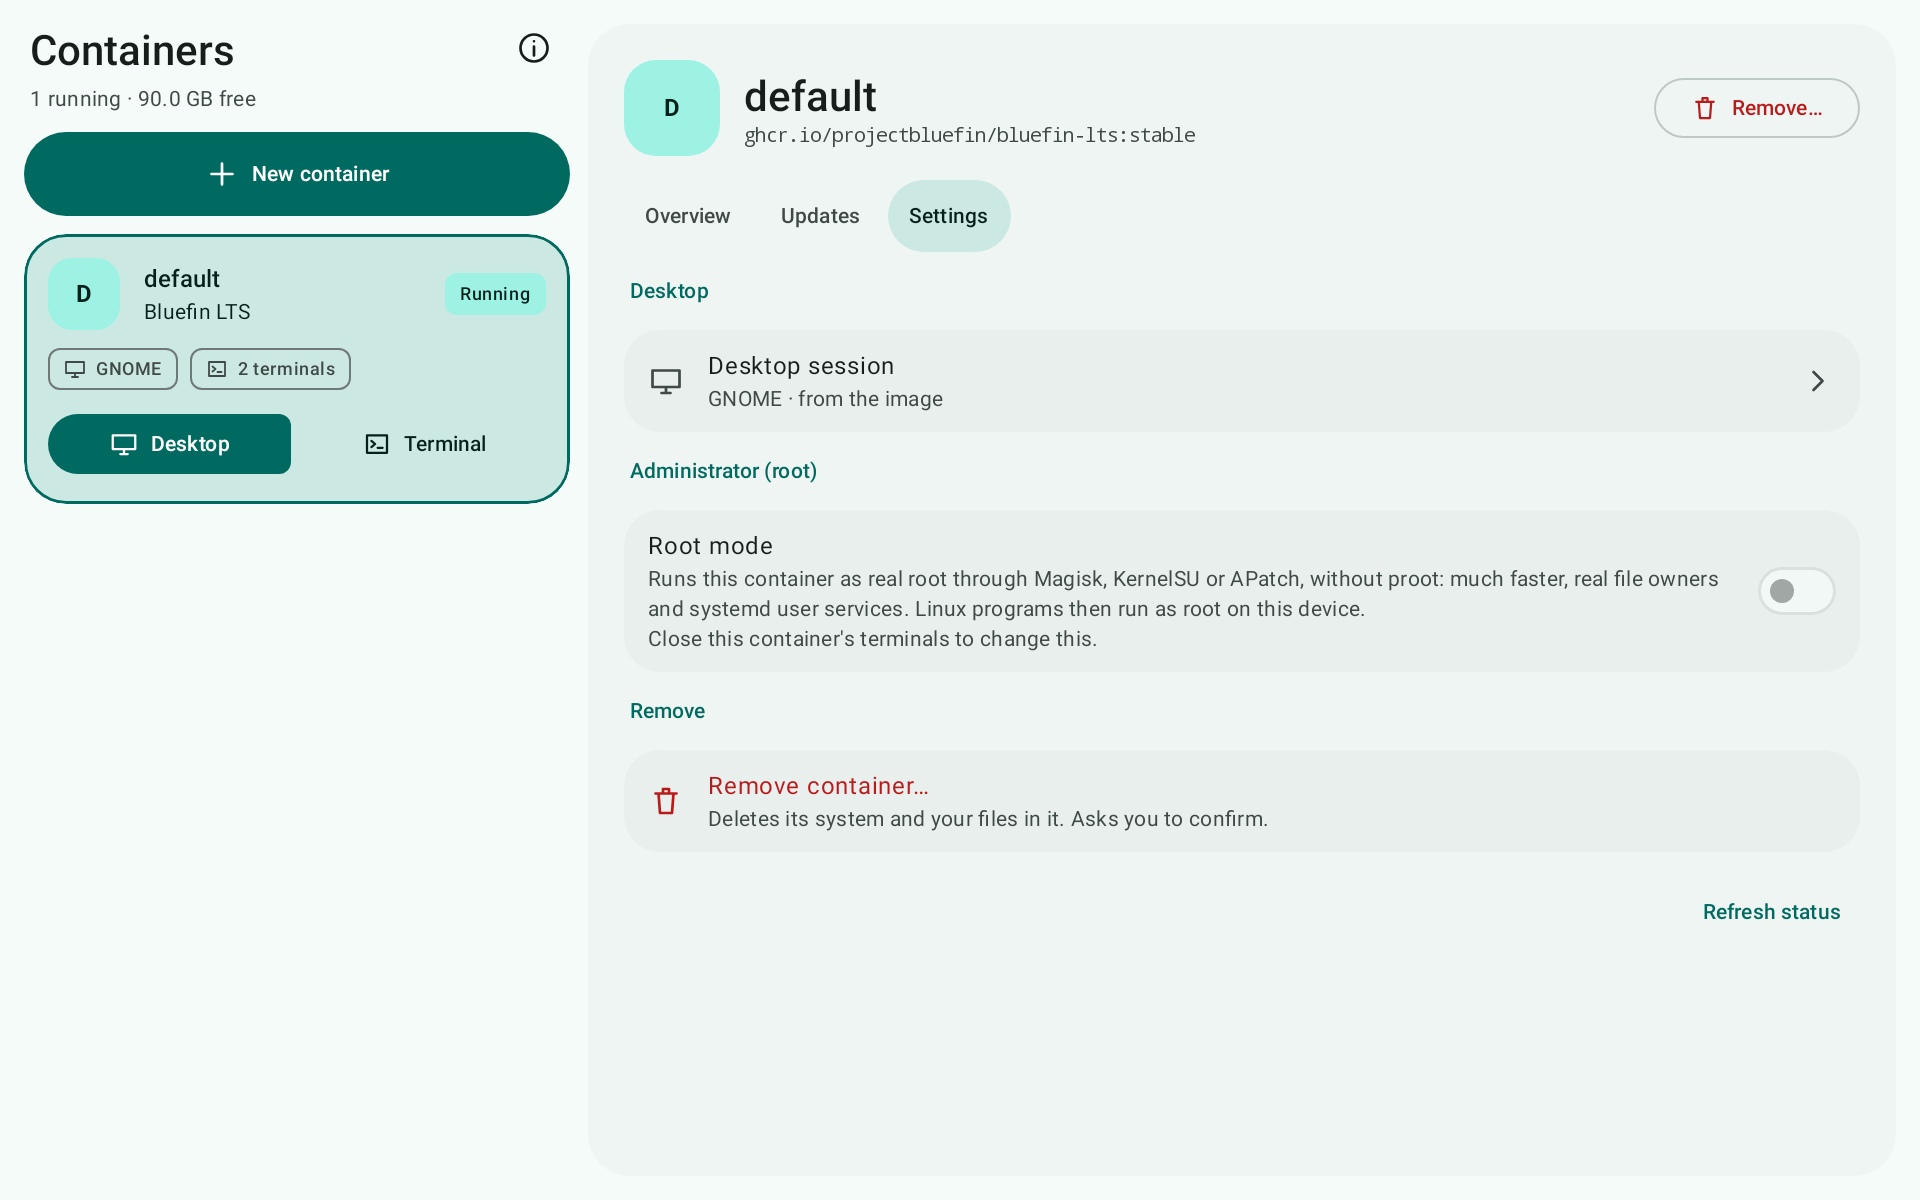 Containers
1 running · 90.0 GB free
New container
D
default
Bluefin LTS
Running
GNOME
2 terminals
Desktop
Terminal
D
default
ghcr.io/projectbluefin/bluefin-lts:stable
Remove…
Overview
Updates
Settings
Desktop
Desktop session
GNOME · from the image
Administrator (root)
Root mode
Runs this container as real root through Magisk, KernelSU or APatch, without proot: much faster, real file owners
and systemd user services. Linux programs then run as root on this device.
Close this container's terminals to change this.
Remove
Remove container…
Deletes its system and your files in it. Asks you to confirm.
Refresh status